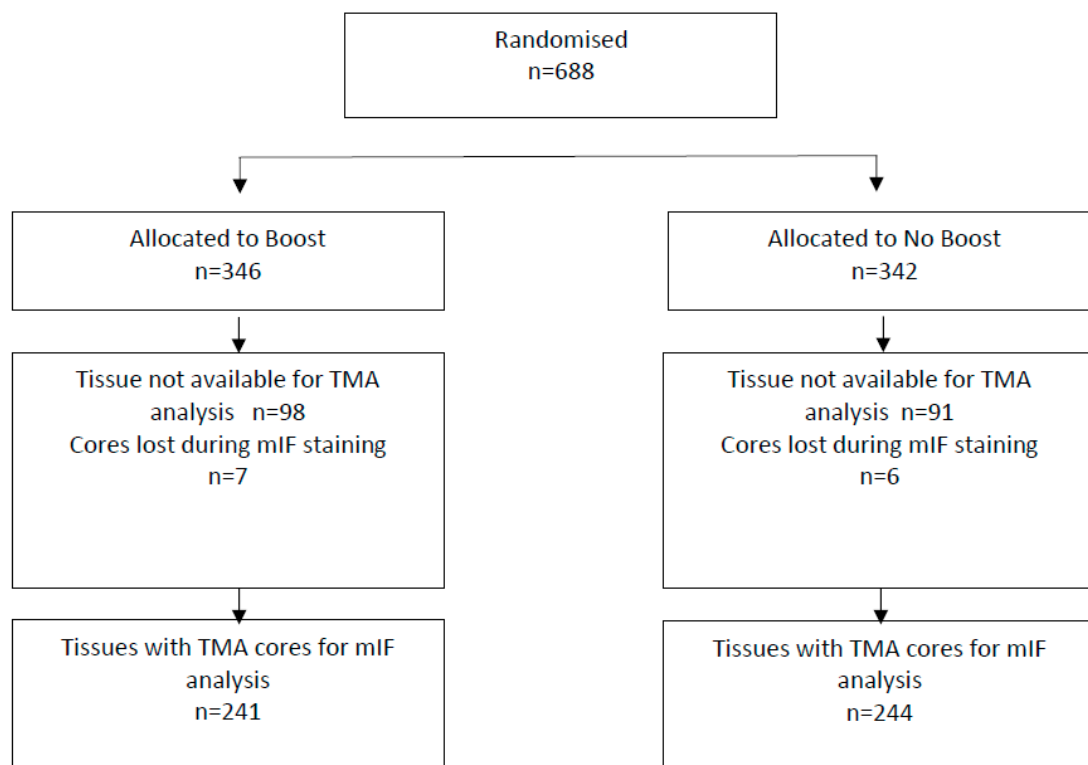 Randomised
n=688
Allocated to Boost
n=346
Allocated to No Boost
n=342
Tissue not available for TMA
analysis n=98
Cores lost during mIF staining
n=7
Tissue not available for TMA
analysis n=91
Cores lost during mIF staining
n=6
Tissues with TMA cores for mIF
analysis
n=241
Tissues with TMA cores for mIF
analysis
n=244